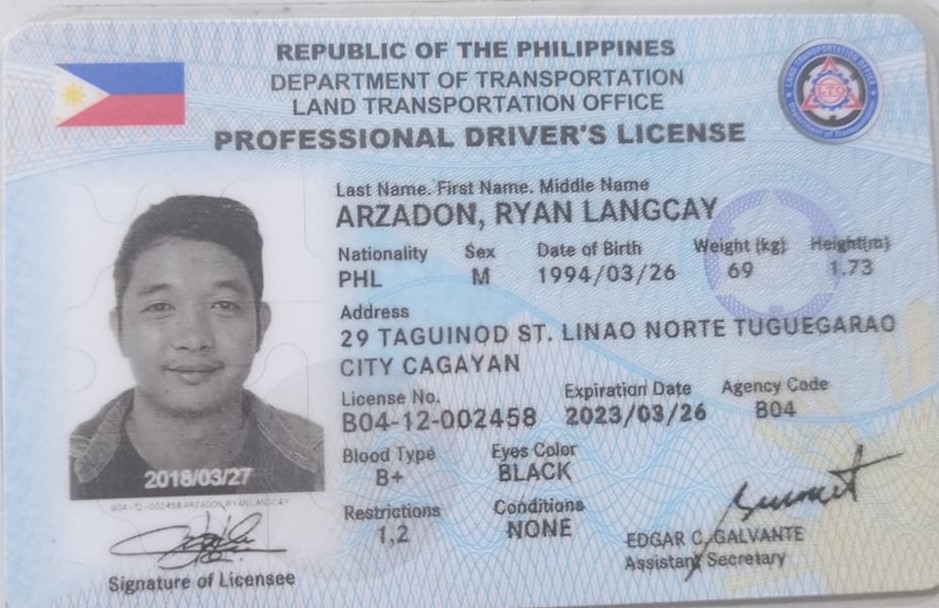 REPUBLIC OF THE PHILIPPINES
DEPARTMENT OF TRANSPORTATION
LAND TRANSPORTATION OFFICE
PROFESSIONAL DRIVER'S LICENSE
Last Name. First Name. Middle Name
ARZADON, RYAN LANGCAY
Nationality Sex Date of Birth Weight (kg) Height(m)
PHL M 1994/03/26 69 1.73
Address
29 TAGUINOD ST. LINAO NORTE TUGUEGARAO
CITY CAGAYAN
License No. Expiration Date Agency Code
B04-12-002458 2023/03/26 B04
Blood Type Eyes Color
B+ BLACK
Restrictions Conditions
1,2 NONE
2018/03/27
B04-12-002458 ARZADON, RYAN LANGCAY
Signature of Licensee
EDGAR C. GALVANTE
Assistant Secretary
LAND TRANSPORTATION OFFICE
LTO